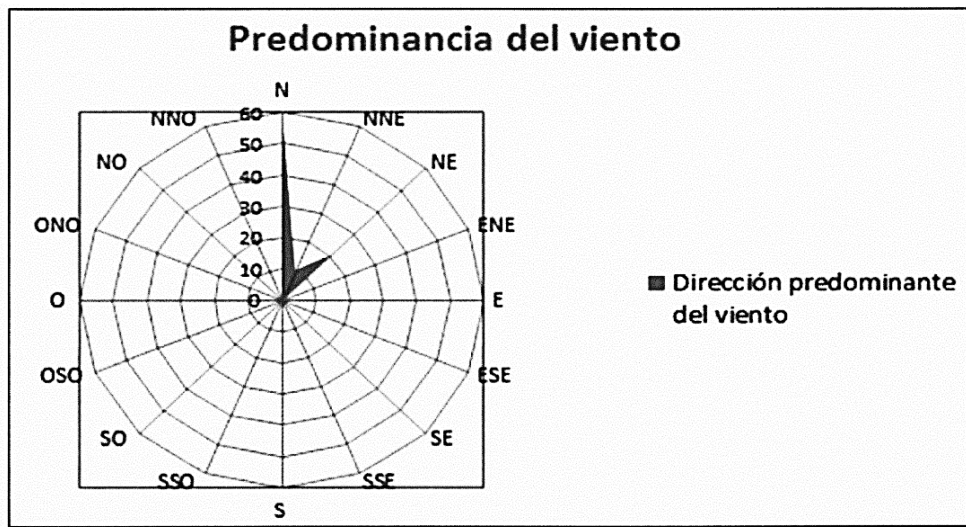 Predominancia del viento
N
NNO
60
NNE
NO
50
NE
40
ONO
30
ENE
20
10
O
0
E
Dirección predominante
del viento
OSO
ESE
SO
SE
SSO
SSE
S